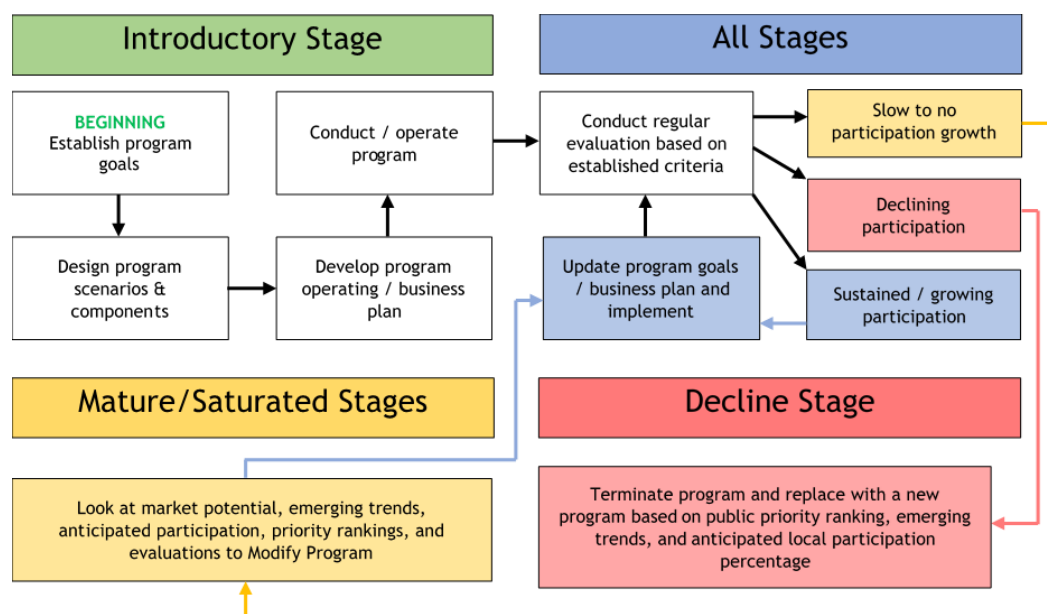 Introductory Stage
All Stages
BEGINNING
Establish program
goals
Conduct / operate
program
Conduct regular
evaluation based on
established criteria
Slow to no
participation growth
Declining
participation
Design program
scenarios &
components
Develop program
operating / business
plan
Update program goals
/ business plan and
implement
Sustained / growing
participation
Mature/Saturated Stages
Decline Stage
Look at market potential, emerging trends,
anticipated participation, priority rankings, and
evaluations to Modify Program
Terminate program and replace with a new
program based on public priority ranking, emerging
trends, and anticipated local participation
percentage